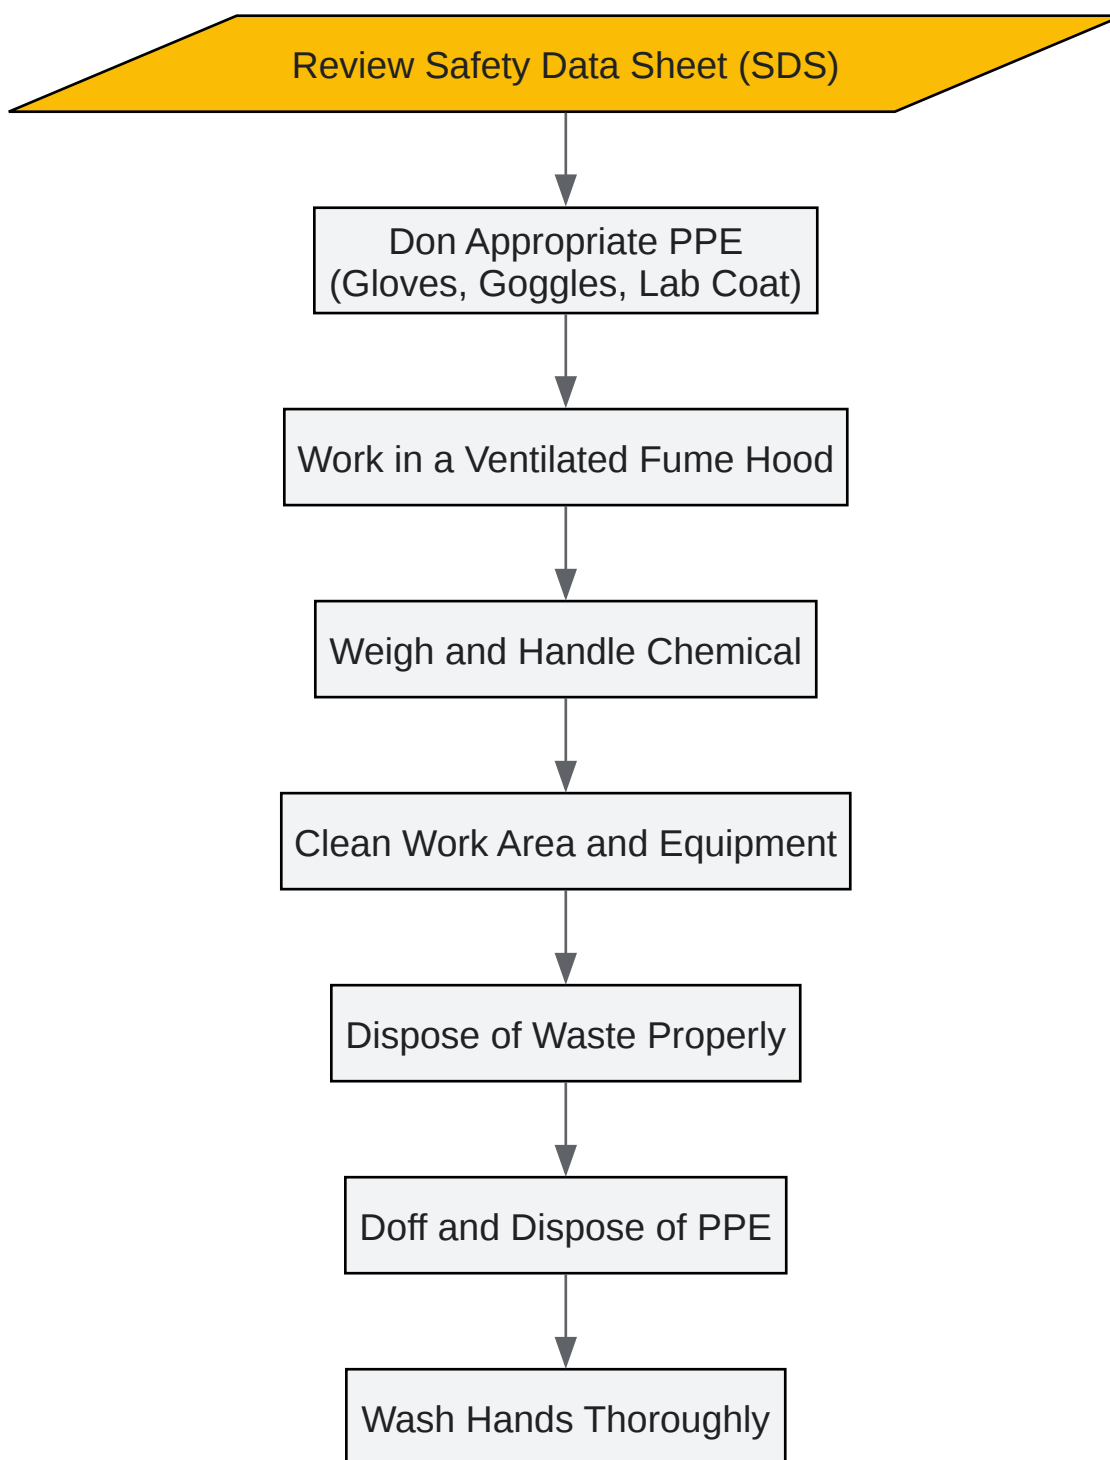 Review Safety Data Sheet (SDS)
Don Appropriate PPE
(Gloves, Goggles, Lab Coat)
Work in a Ventilated Fume Hood
Weigh and Handle Chemical
Clean Work Area and Equipment
Dispose of Waste Properly
Doff and Dispose of PPE
Wash Hands Thoroughly